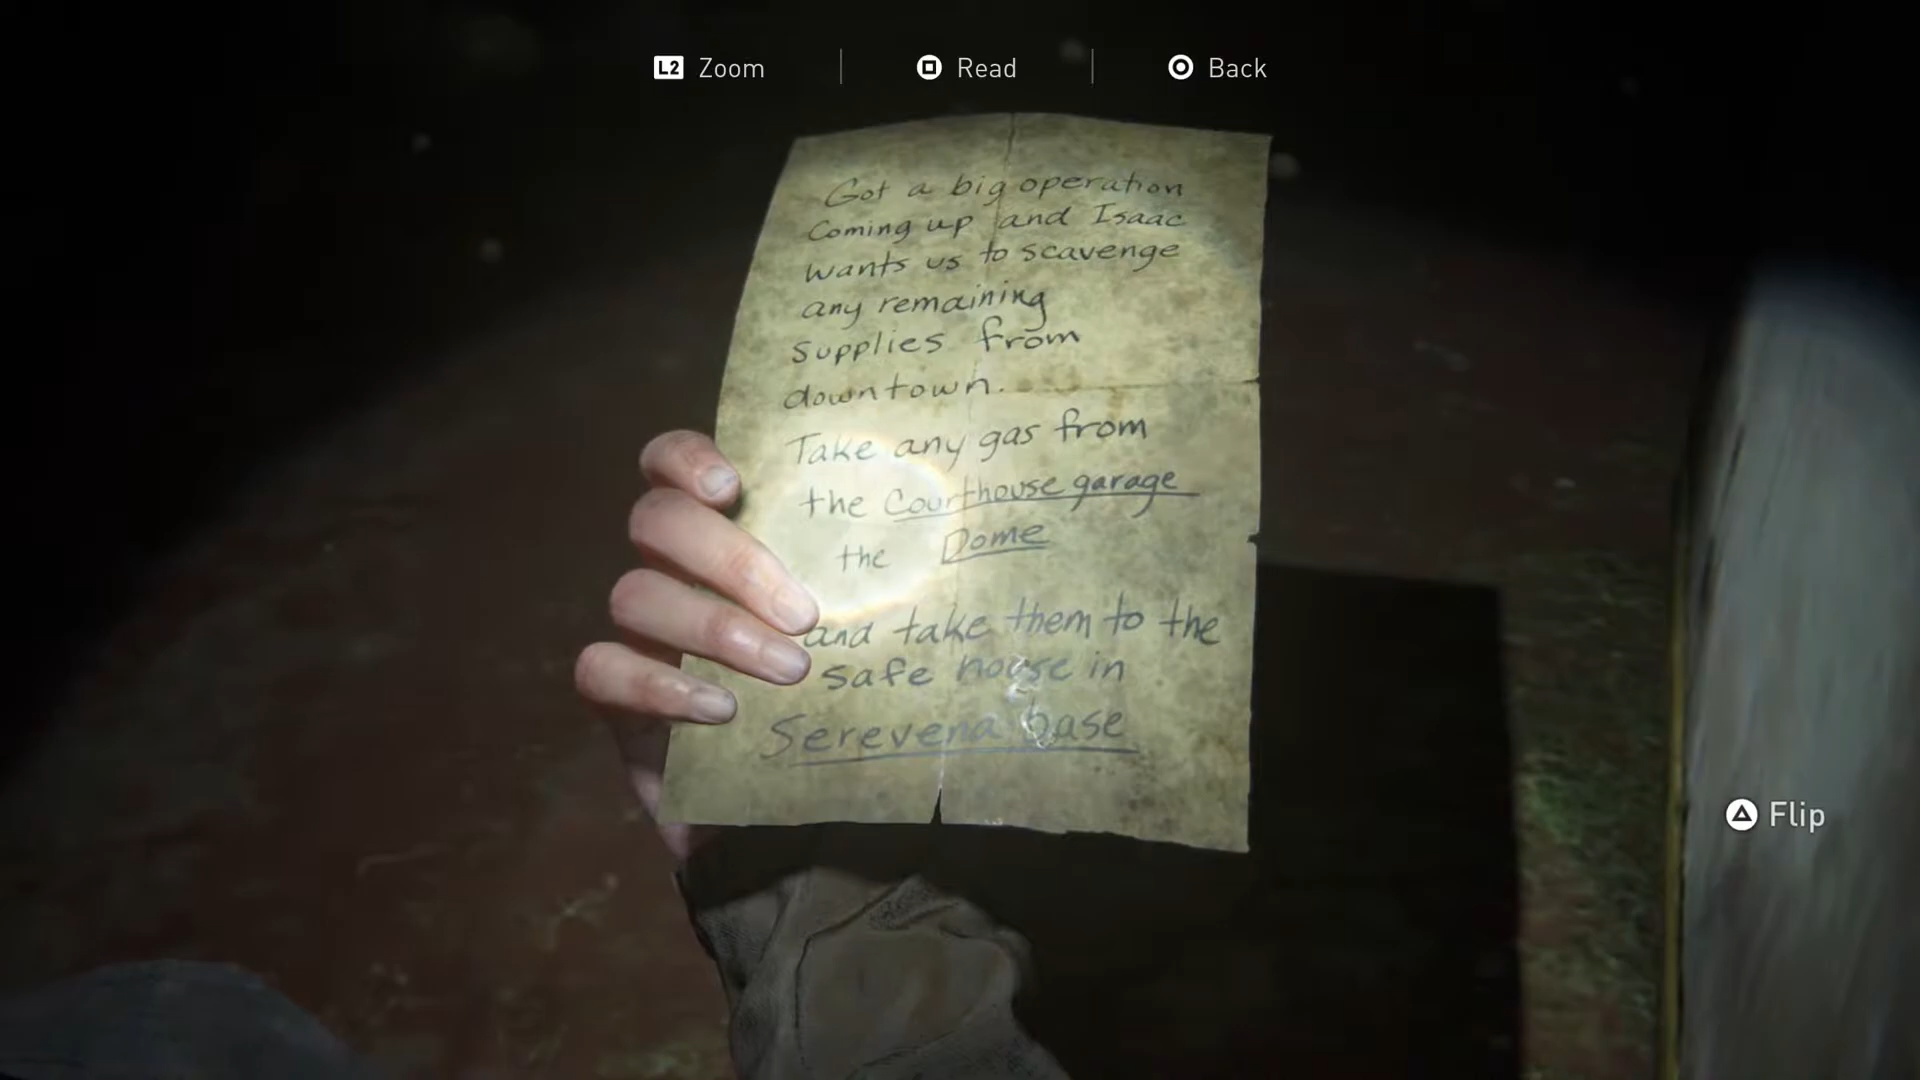 L2 Zoom
Read
Back
Got a big operation
Coming up and Isaac
wants us to scavenge
any remaining
supplies from
downtown.
Take any gas from
the Courthouse garage
the Dome
and take them to the
safe house in
Serevena base
Flip